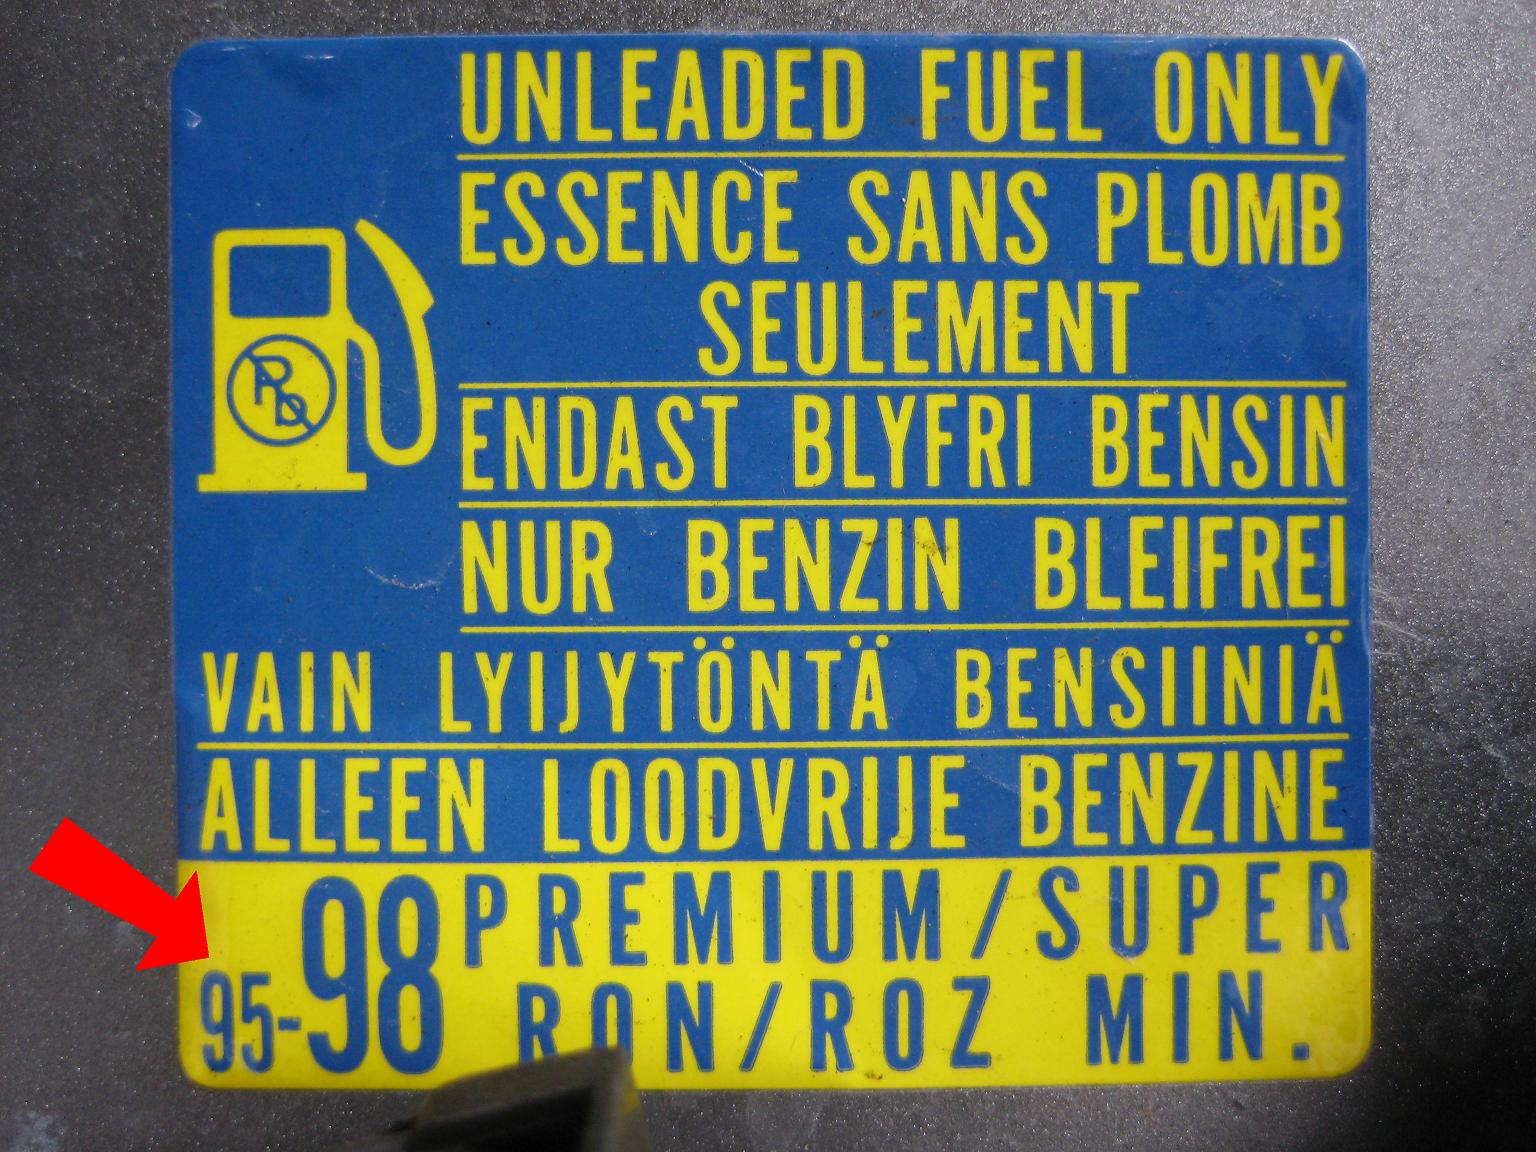 UNLEADED FUEL ONLY
ESSENCE SANS PLOMB
SEULEMENT
ENDAST BLYFRI BENSIN
NUR BENZIN BLEIFREI
VAIN LYIJYTÖNTÄ BENSIINIÄ
ALLEEN LOODVRIJE BENZINE
95-98 PREMIUM/SUPER
RON/ROZ MIN.
Pb